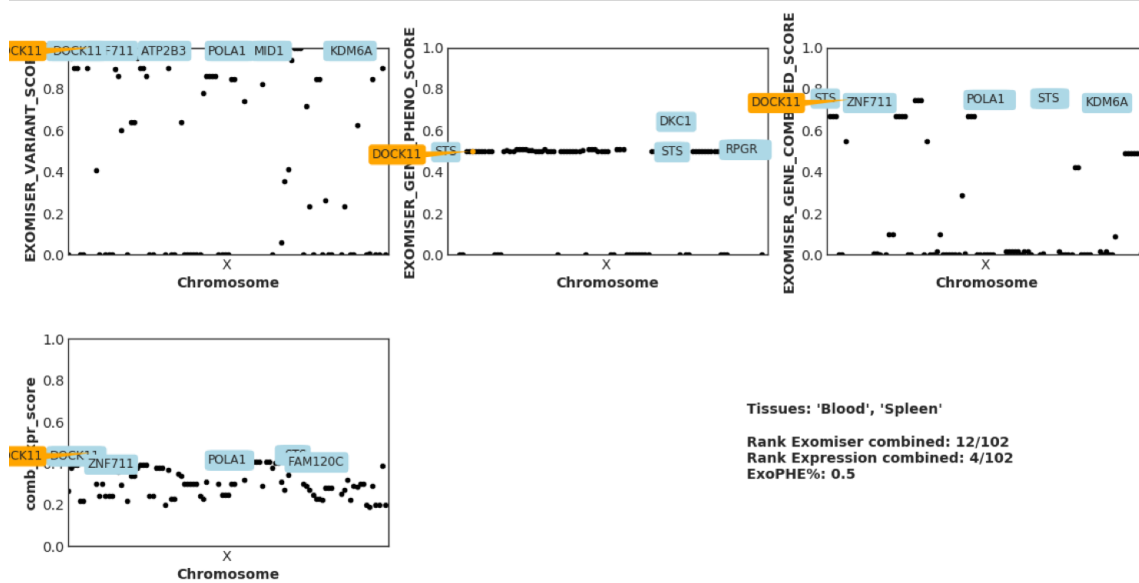 EXOMISER_VARIANT_SCORE
1.0
0.8
0.6
0.4
0.2
0.0
DOCK11
ATP2B3
POLA1
MID1
KDM6A
X
Chromosome
1.0
0.8
0.6
0.4
0.2
0.0
DOCK11
STS
DKC1
STS
RPGR
X
Chromosome
1.0
0.8
0.6
0.4
0.2
0.0
DOCK11
STS
ZNF711
POLA1
STS
KDM6A
X
Chromosome
1.0
0.8
0.6
0.4
0.2
0.0
DOCK11
ZNF711
POLA1
STS
FAM120C
X
Chromosome
Tissues: 'Blood', 'Spleen'
Rank Exomiser combined: 12/102
Rank Expression combined: 4/102
ExoPHE%: 0.5